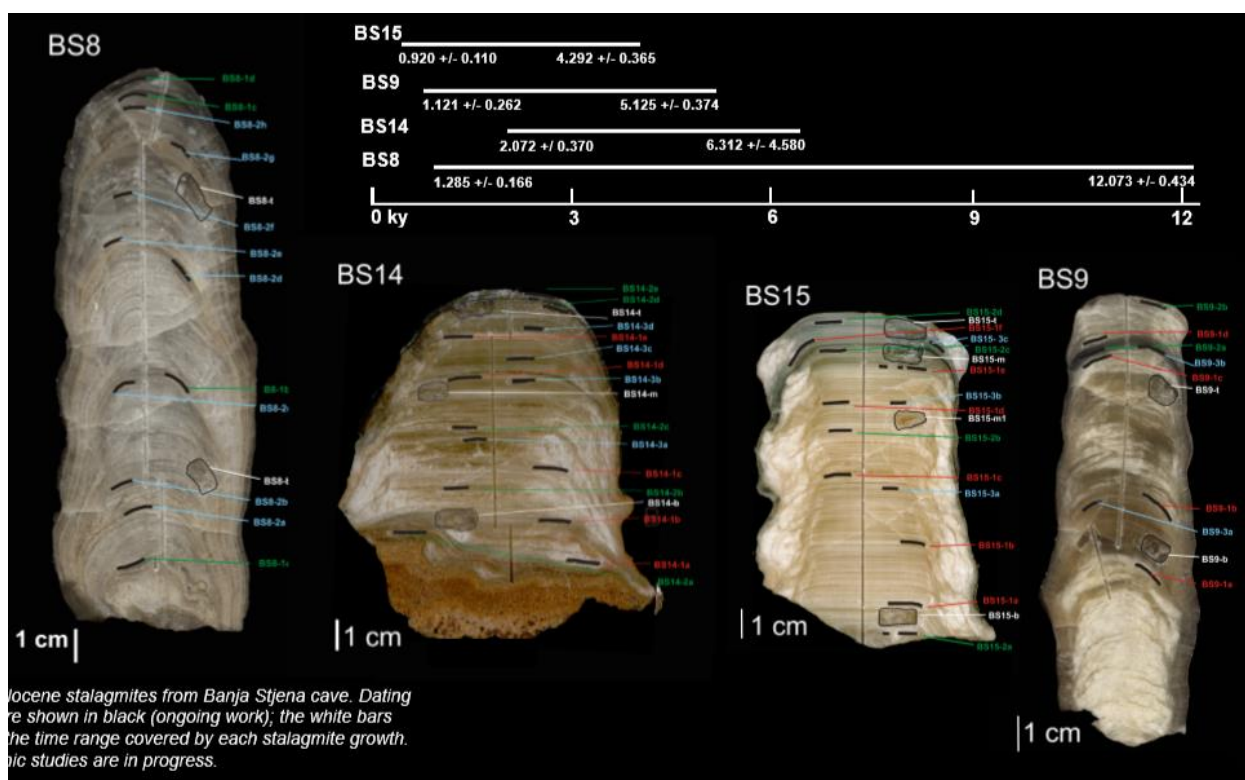 BS8
BS15
0.920 +/- 0.110 4.292 +/- 0.365
BS9
1.121 +/- 0.262 5.125 +/- 0.374
BS14
2.072 +/ 0.370 6.312 +/- 4.580
BS8
1.285 +/- 0.166 12.073 +/- 0.434
0 ky 3 6 9 12
BS8-1d
BS8-1c
BS8-2h
BS8-2g
BS8-t
BS8-2f
BS8-2e
BS8-2d
BS8-2b
BS8-2a
1 cm
BS14
BS14-2e
BS14-2d
BS14-t
BS14-3d
BS14-1e
BS14-3c
BS14-1d
BS14-3b
BS14-m
BS14-2c
BS14-3a
BS14-1c
BS14-2b
BS14-b
BS14-1b
BS14-1a
BS14-2a
1 cm
BS15
BS15-2d
BS15-t
BS15-1f
BS15-3c
BS15-2c
BS15-m
BS15-1e
BS15-3b
BS15-1d
BS15-m1
BS15-2b
BS15-1c
BS15-3a
BS15-1b
BS15-1a
BS15-b
BS15-2a
1 cm
BS9
BS9-2b
BS9-1d
BS9-2a
BS9-3b
BS9-1c
BS9-t
BS9-1b
BS9-3a
BS9-b
BS9-1a
1 cm
locene stalagmites from Banja Stjena cave. Dating
re shown in black (ongoing work); the white bars
the time range covered by each stalagmite growth.
nic studies are in progress.